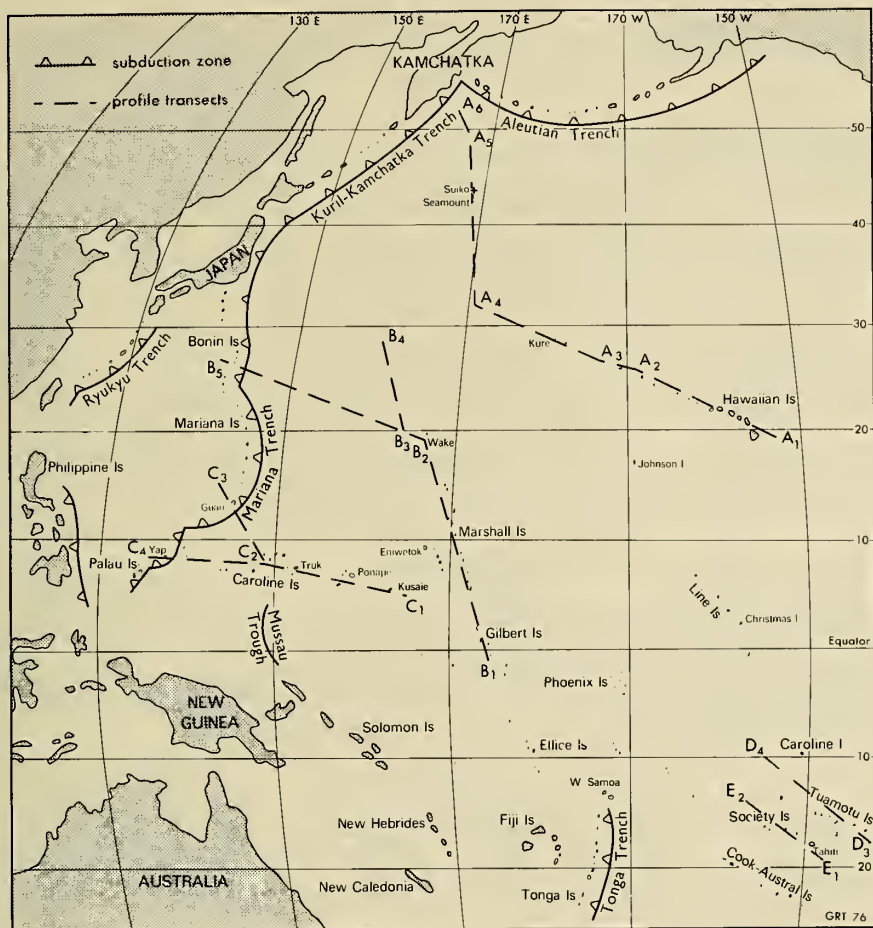 130 E 150 E 170 E 170 W 150 W
subduction zone
profile transects
KAMCHATKA
A6
Aleutian Trench
A5
50
Kuril-Kamchatka Trench
Suiko
Seamount
40
JAPAN
A4
30
Bonin Is
B4
Kure
A3 A2
B5
Ryukyu Trench
Hawaiian Is
Mariana Is
20
B3 B2
Wake
A1
Mariana Trench
Philippine Is
C3
Johnson I
Guam
Marshall Is
10
C4 Yap
C2
Eniwetok
Palau Is
Truk
Ponape
Caroline Is
Kusaie
C1
Line Is
Christmas I
Mussau
Trough
Gilbert Is
Equator
B1
Phoenix Is
NEW
GUINEA
Solomon Is
Ellice Is
D4 Caroline I
10
W Samoa
E2
Tuamotu Is
New Hebrides
Fiji Is
Society Is
Tahiti
D3
Tonga Trench
E1
20
AUSTRALIA
New Caledonia
Tonga Is
Cook-Austral Is
GRT 76